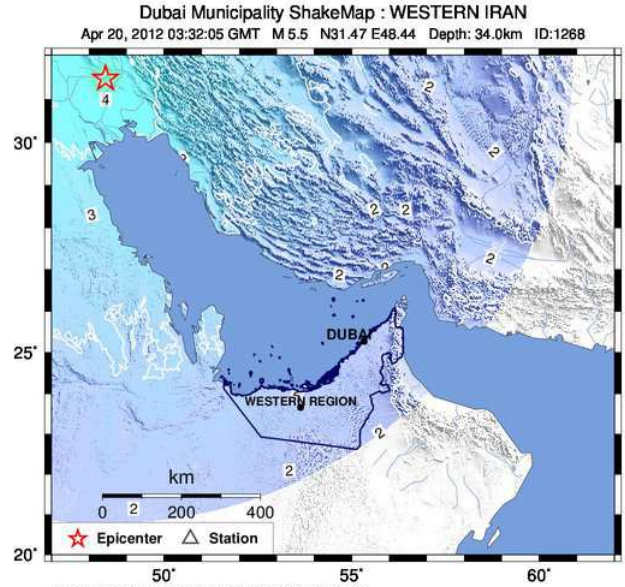 Dubai Municipality ShakeMap : WESTERN IRAN
Apr 20, 2012 03:32:05 GMT M 5.5 N31.47 E48.44 Depth: 34.0km ID:1268
4
2
30°
2
2
3
2
2
2
2
2
DUBAI
25°
WESTERN REGION
2
2
km
0 2 200 400
Epicenter Station
20°
50° 55° 60°